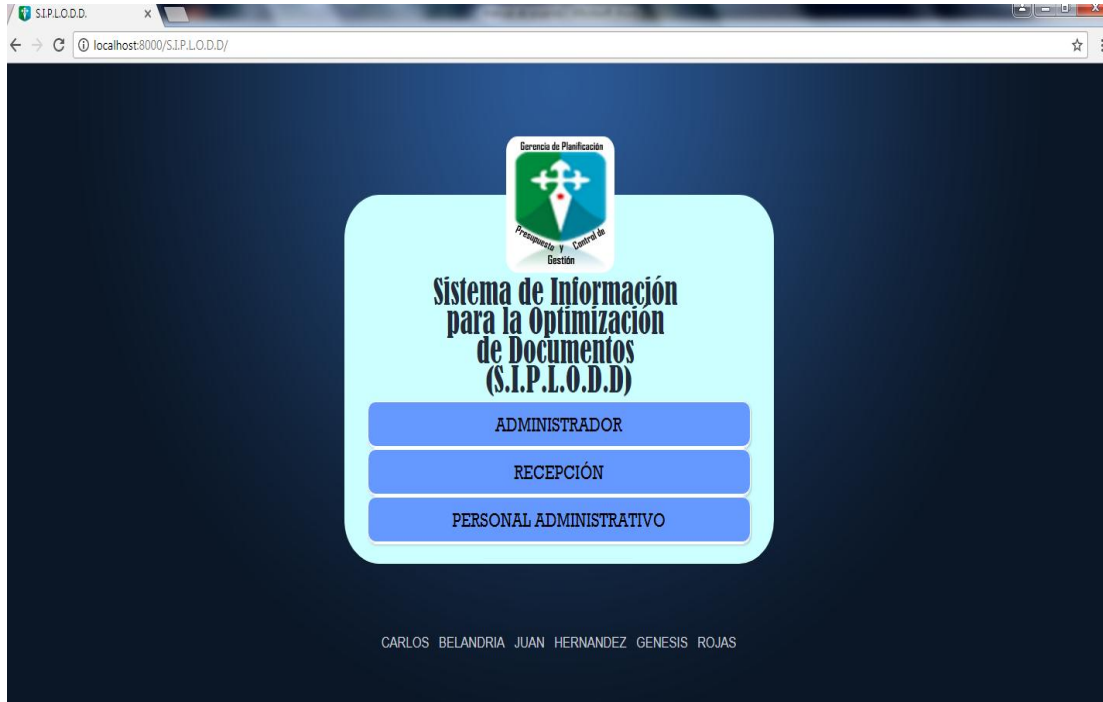 S.I.P.L.O.D.D.
localhost:8000/S.I.P.L.O.D.D/
Gerencia de Planificación
Presupuesto y Control de
Gestión
Sistema de Información
para la Optimización
de Documentos
(S.I.P.L.O.D.D)
ADMINISTRADOR
RECEPCIÓN
PERSONAL ADMINISTRATIVO
CARLOS BELANDRIA JUAN HERNANDEZ GENESIS ROJAS